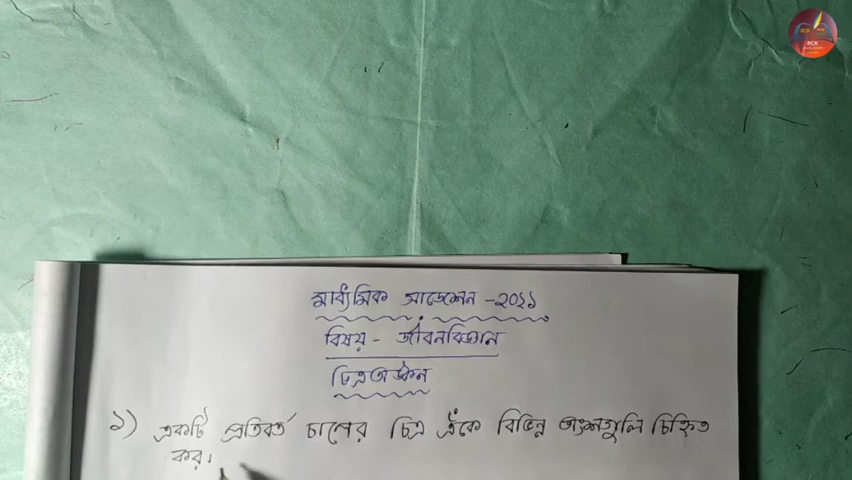 মাধ্যমিক সাজেশন -২০২১
বিষয় - জীবনবিজ্ঞান
চিত্রঅঙ্কন
১) একটি প্রতিবর্ত চাপের চিত্র এঁকে বিভিন্ন অংশগুলি চিহ্নিত
কর।